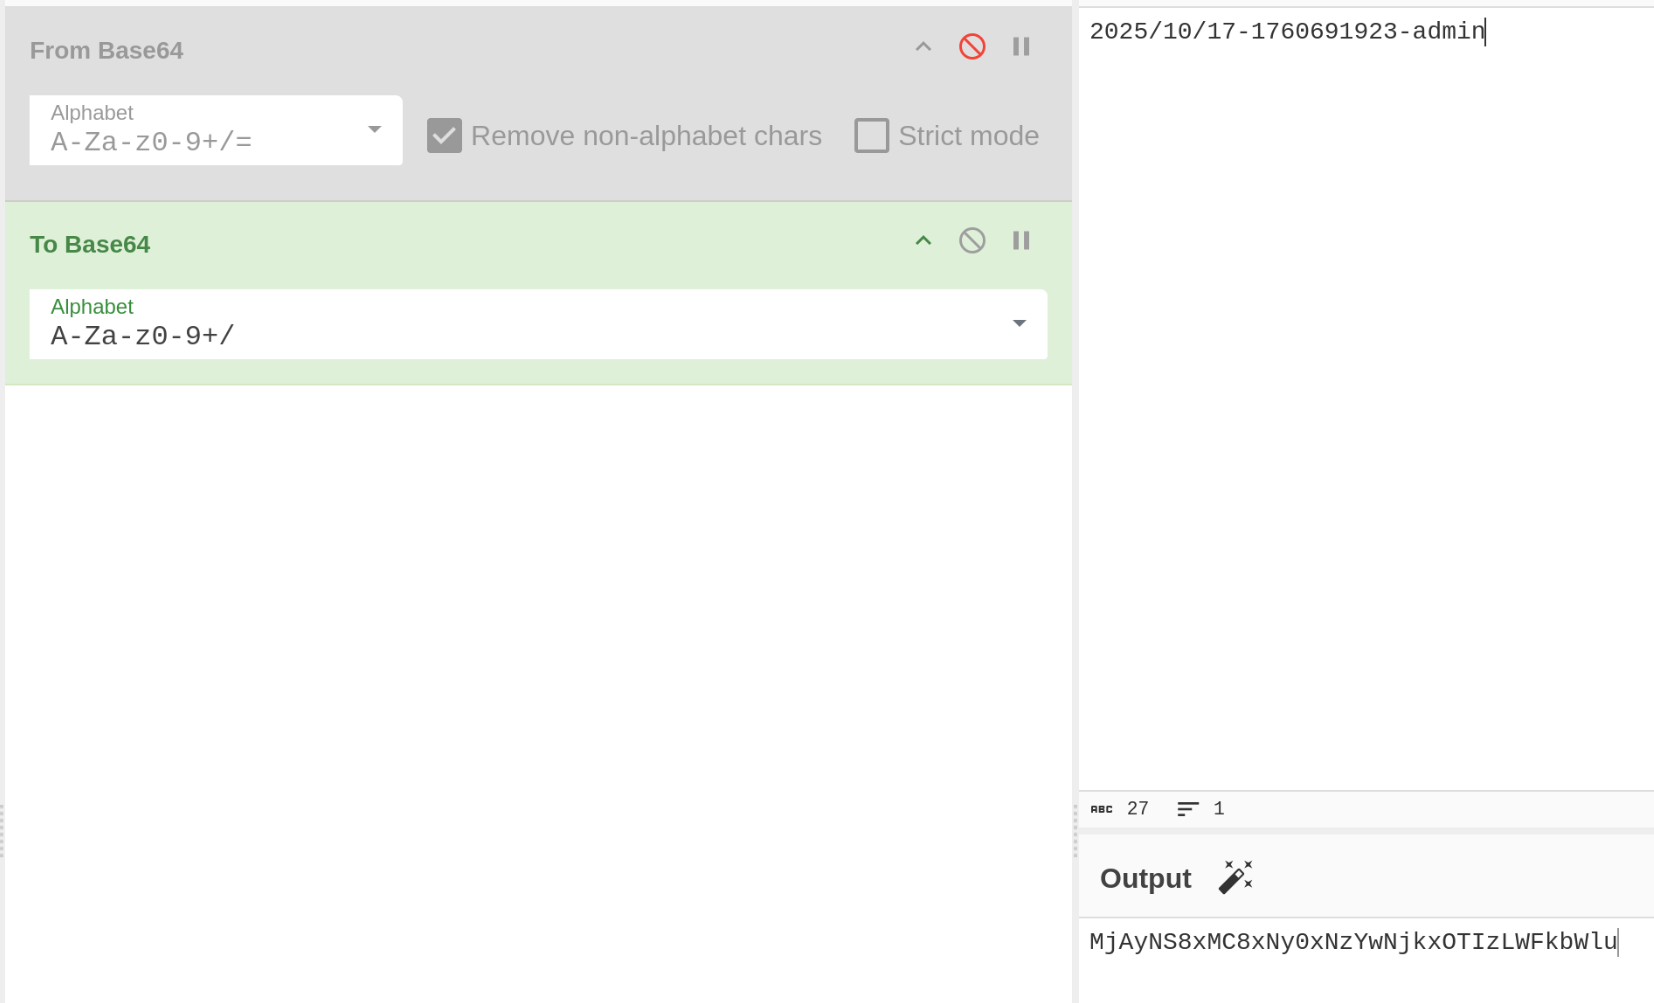 From Base64
Alphabet
A-Za-z0-9+/=
Remove non-alphabet chars
Strict mode
To Base64
Alphabet
A-Za-z0-9+/
2025/10/17-1760691923-admin
ABC 27 1
Output
MjAyNS8xMC8xNy0xNzYwNjkxOTIzLWFkbWlu